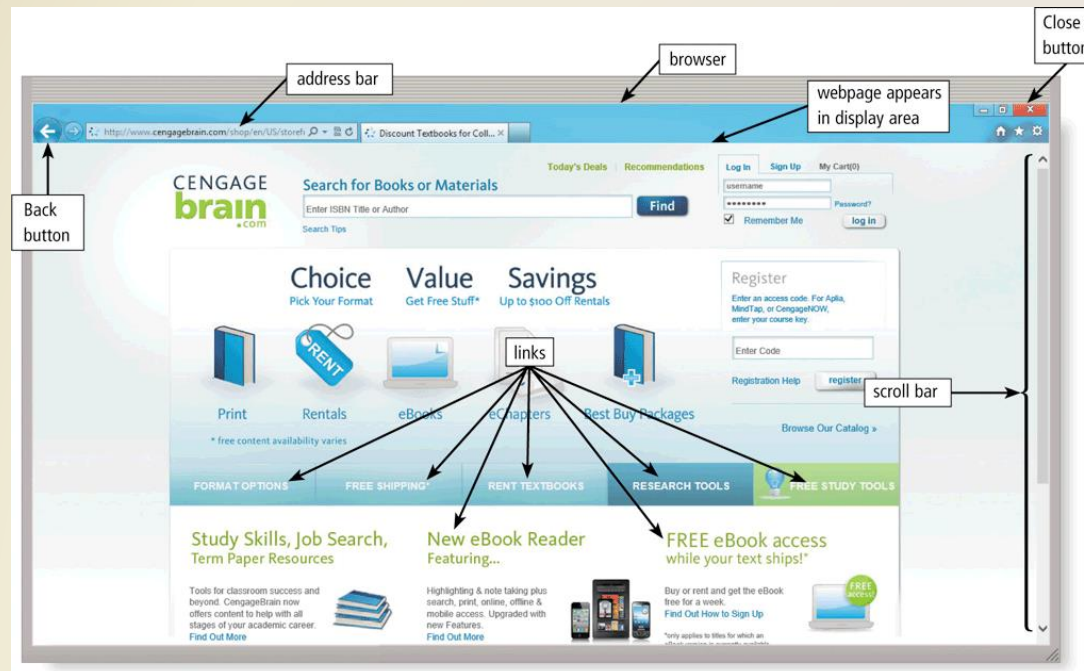 Close
button
browser
address bar
webpage appears
in display area
http://www.cengagebrain.com/shop/en/US/storeh
Discount Textbooks for Coll...
Back
button
Today's Deals
Recommendations
Log In
Sign Up
My Cart(0)
CENGAGE
brain
.com
Search for Books or Materials
Enter ISBN Title or Author
Find
Search Tips
username
Password?
Remember Me
log in
Choice
Pick Your Format
Value
Get Free Stuff*
Savings
Up to $100 Off Rentals
Register
Enter an access code. For Aplia,
MindTap, or CengageNOW,
enter your course key.
Enter Code
Registration Help
register
scroll bar
RENT
links
Print
Rentals
eBooks
eChapters
Best Buy Packages
* free content availability varies
Browse Our Catalog »
FORMAT OPTIONS
FREE SHIPPING*
RENT TEXTBOOKS
RESEARCH TOOLS
FREE STUDY TOOLS
Study Skills, Job Search,
Term Paper Resources
Tools for classroom success and
beyond. CengageBrain now
offers content to help with all
stages of your academic career.
Find Out More
New eBook Reader
Featuring...
Highlighting & note taking plus
search, print, online, offline &
mobile access. Upgraded with
new Features.
Find Out More
FREE eBook access
while your text ships!*
Buy or rent and get the eBook
free for a week.
Find Out How to Sign Up
FREE
access!
*only applies to titles for which an